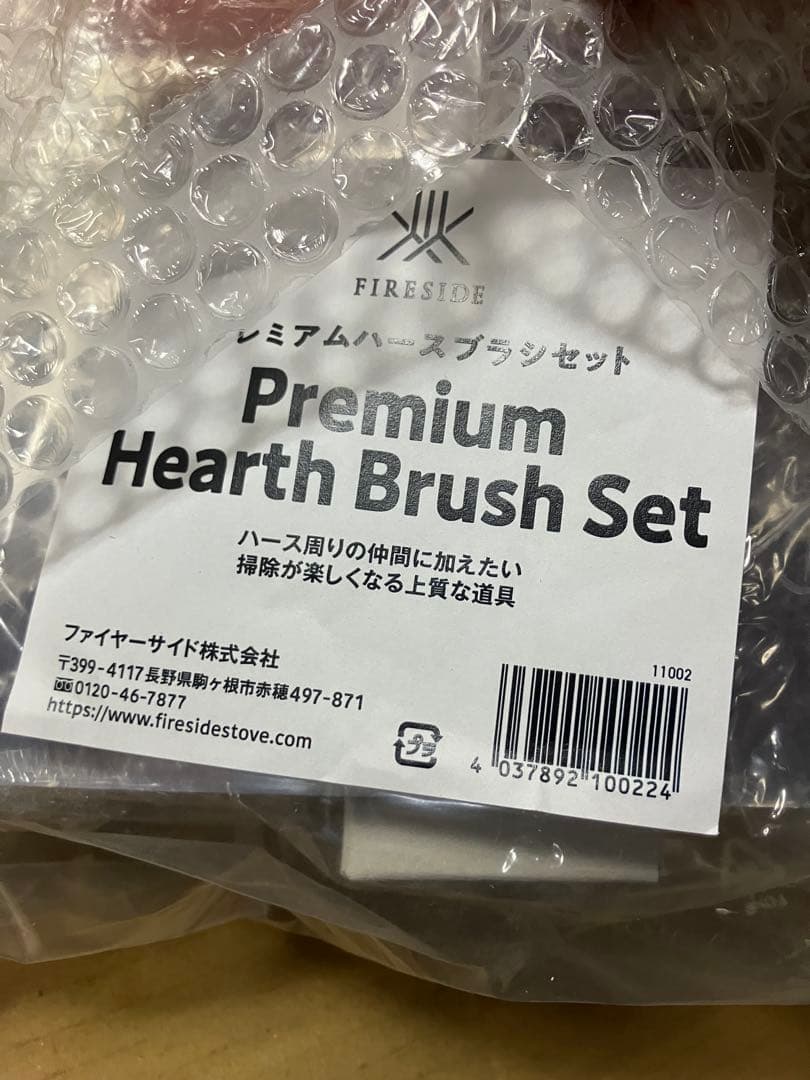 FIRESIDE
レミアムハースブラシセット
Premium
Hearth Brush Set
ハース周りの仲間に加えたい
掃除が楽しくなる上質な道具
ファイヤーサイド株式会社
〒399-4117 長野県駒ヶ根市赤穂497-871
0120-46-7877
https://www.firesidestove.com
プラ
11002
4 037892 100224